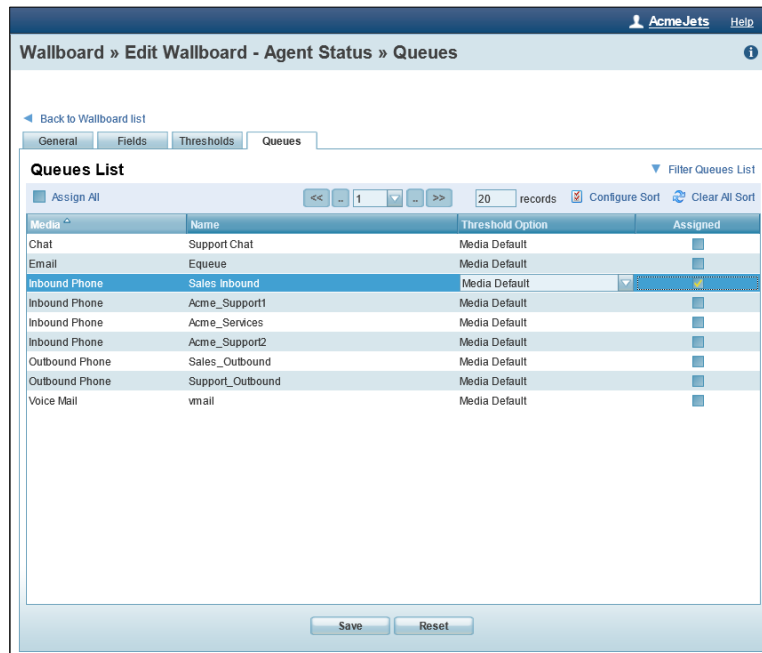 AcmeJets Help
Wallboard » Edit Wallboard - Agent Status » Queues
Back to Wallboard list
General Fields Thresholds Queues
Queues List Filter Queues List
Assign All << .. 1 .. >> 20 records Configure Sort Clear All Sort
Media Name Threshold Option Assigned
Chat Support Chat Media Default
Email Equeue Media Default
Inbound Phone Sales Inbound Media Default
Inbound Phone Acme_Support1 Media Default
Inbound Phone Acme_Services Media Default
Inbound Phone Acme_Support2 Media Default
Outbound Phone Sales_Outbound Media Default
Outbound Phone Support_Outbound Media Default
Voice Mail vmail Media Default
Save Reset